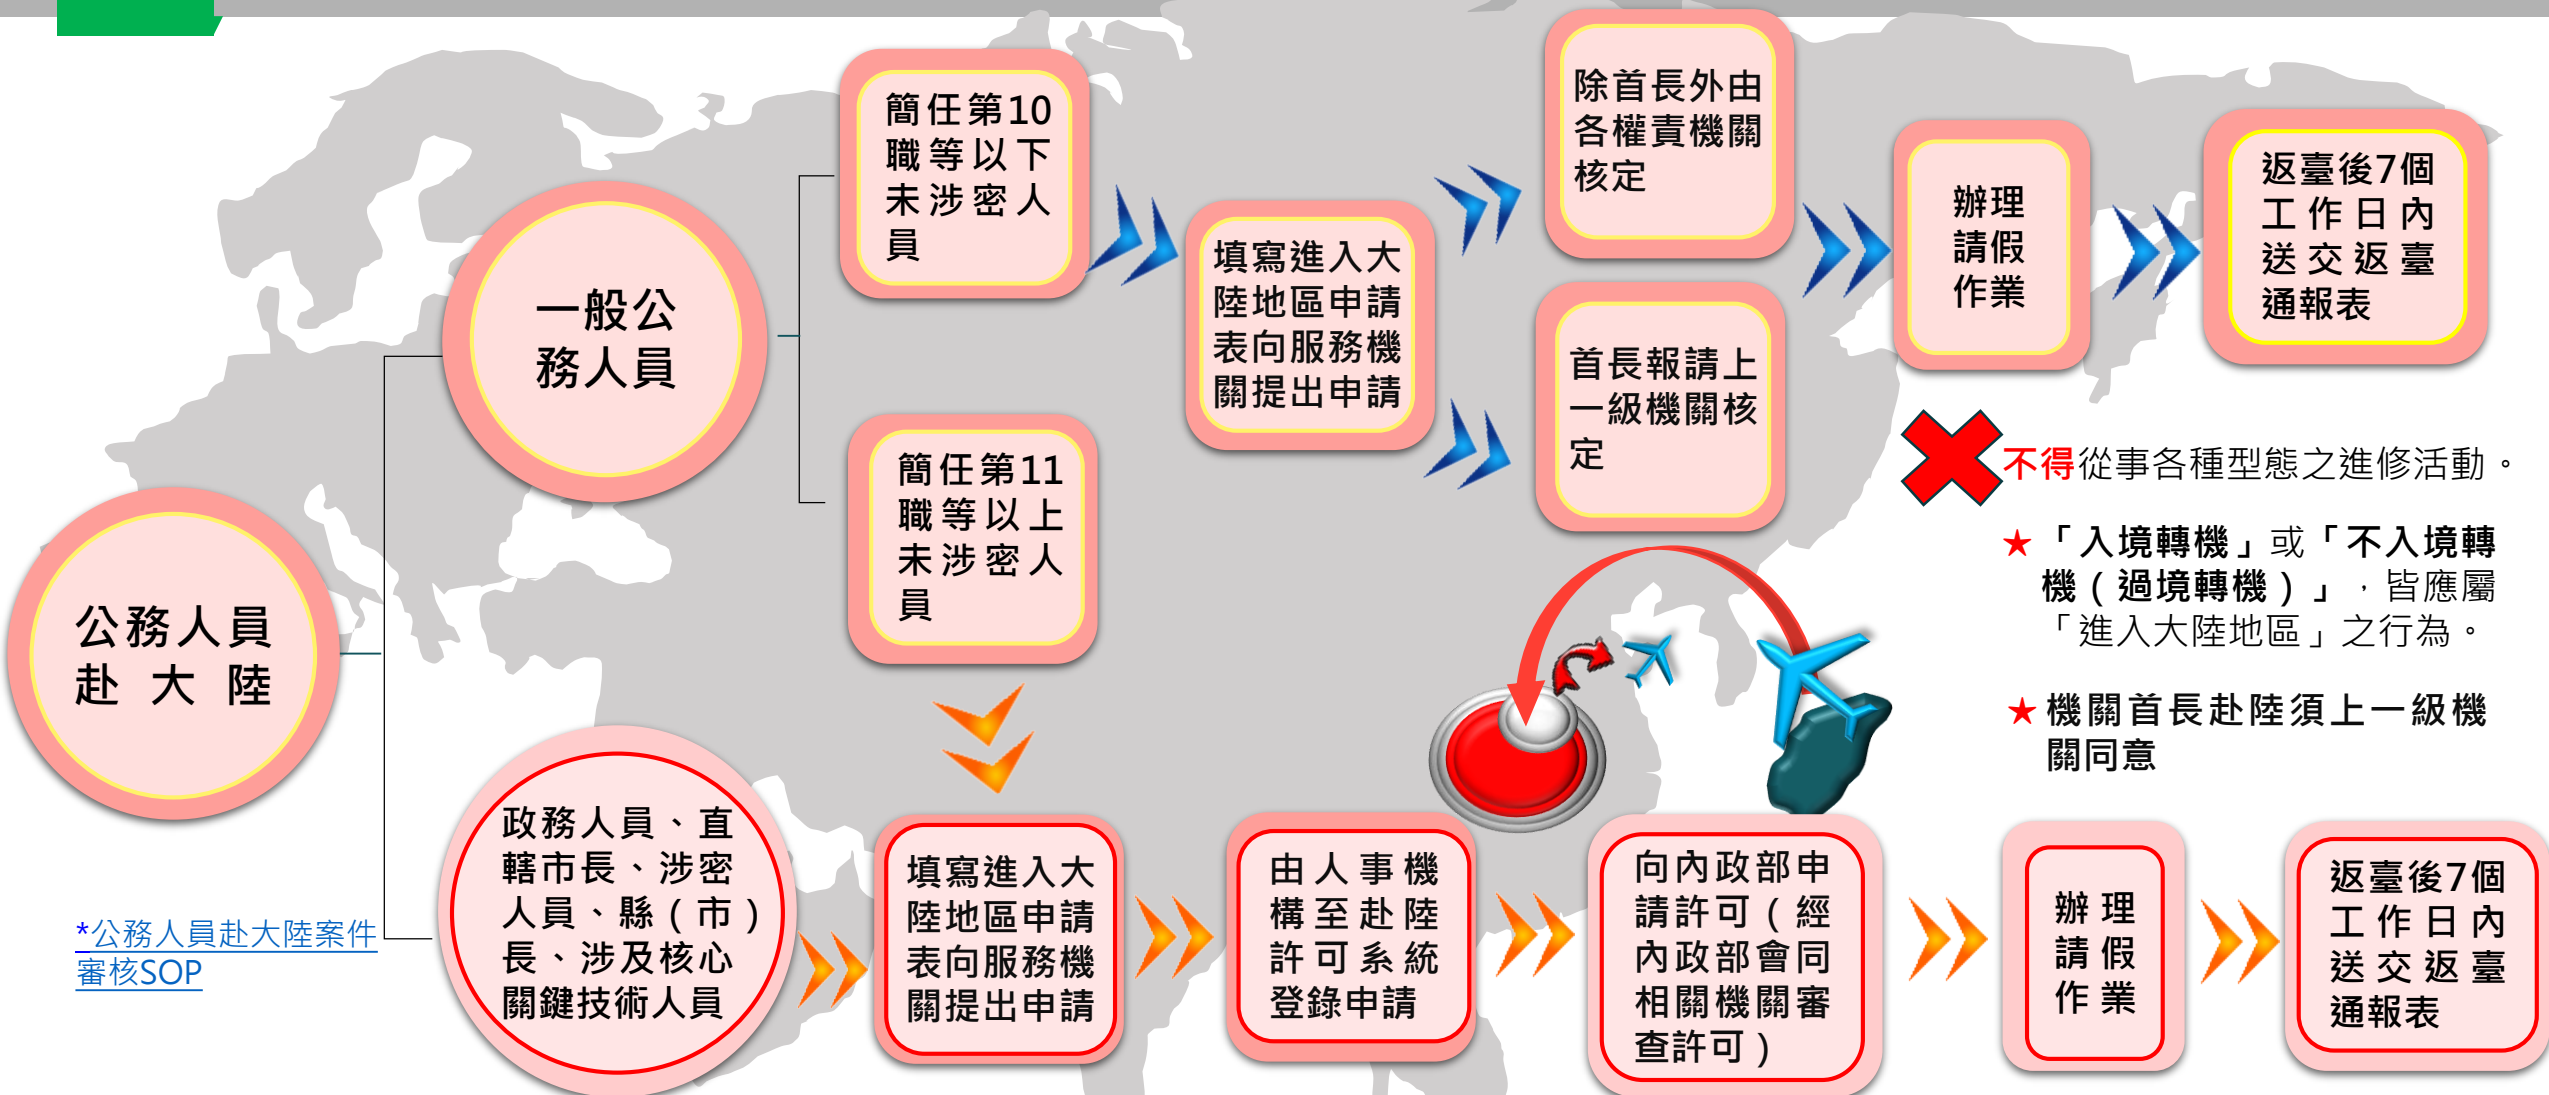 公務人員
赴大陸
一般公
務人員
簡任第10
職等以下
未涉密人
員
簡任第11
職等以上
未涉密人
員
填寫進入大
陸地區申請
表向服務機
關提出申請
除首長外由
各權責機關
核定
首長報請上
一級機關核
定
辦理
請假
作業
返臺後7個
工作日內
送交返臺
通報表
不得從事各種型態之進修活動。
★「入境轉機」或「不入境轉
機（過境轉機）」，皆應屬
「進入大陸地區」之行為。
★機關首長赴陸須上一級機
關同意
政務人員、直
轄市長、涉密
人員、縣（市）
長、涉及核心
關鍵技術人員
填寫進入大
陸地區申請
表向服務機
關提出申請
由人事機
構至赴陸
許可系統
登錄申請
向內政部申
請許可（經
內政部會同
相關機關審
查許可）
辦理
請假
作業
返臺後7個
工作日內
送交返臺
通報表
*公務人員赴大陸案件
審核SOP